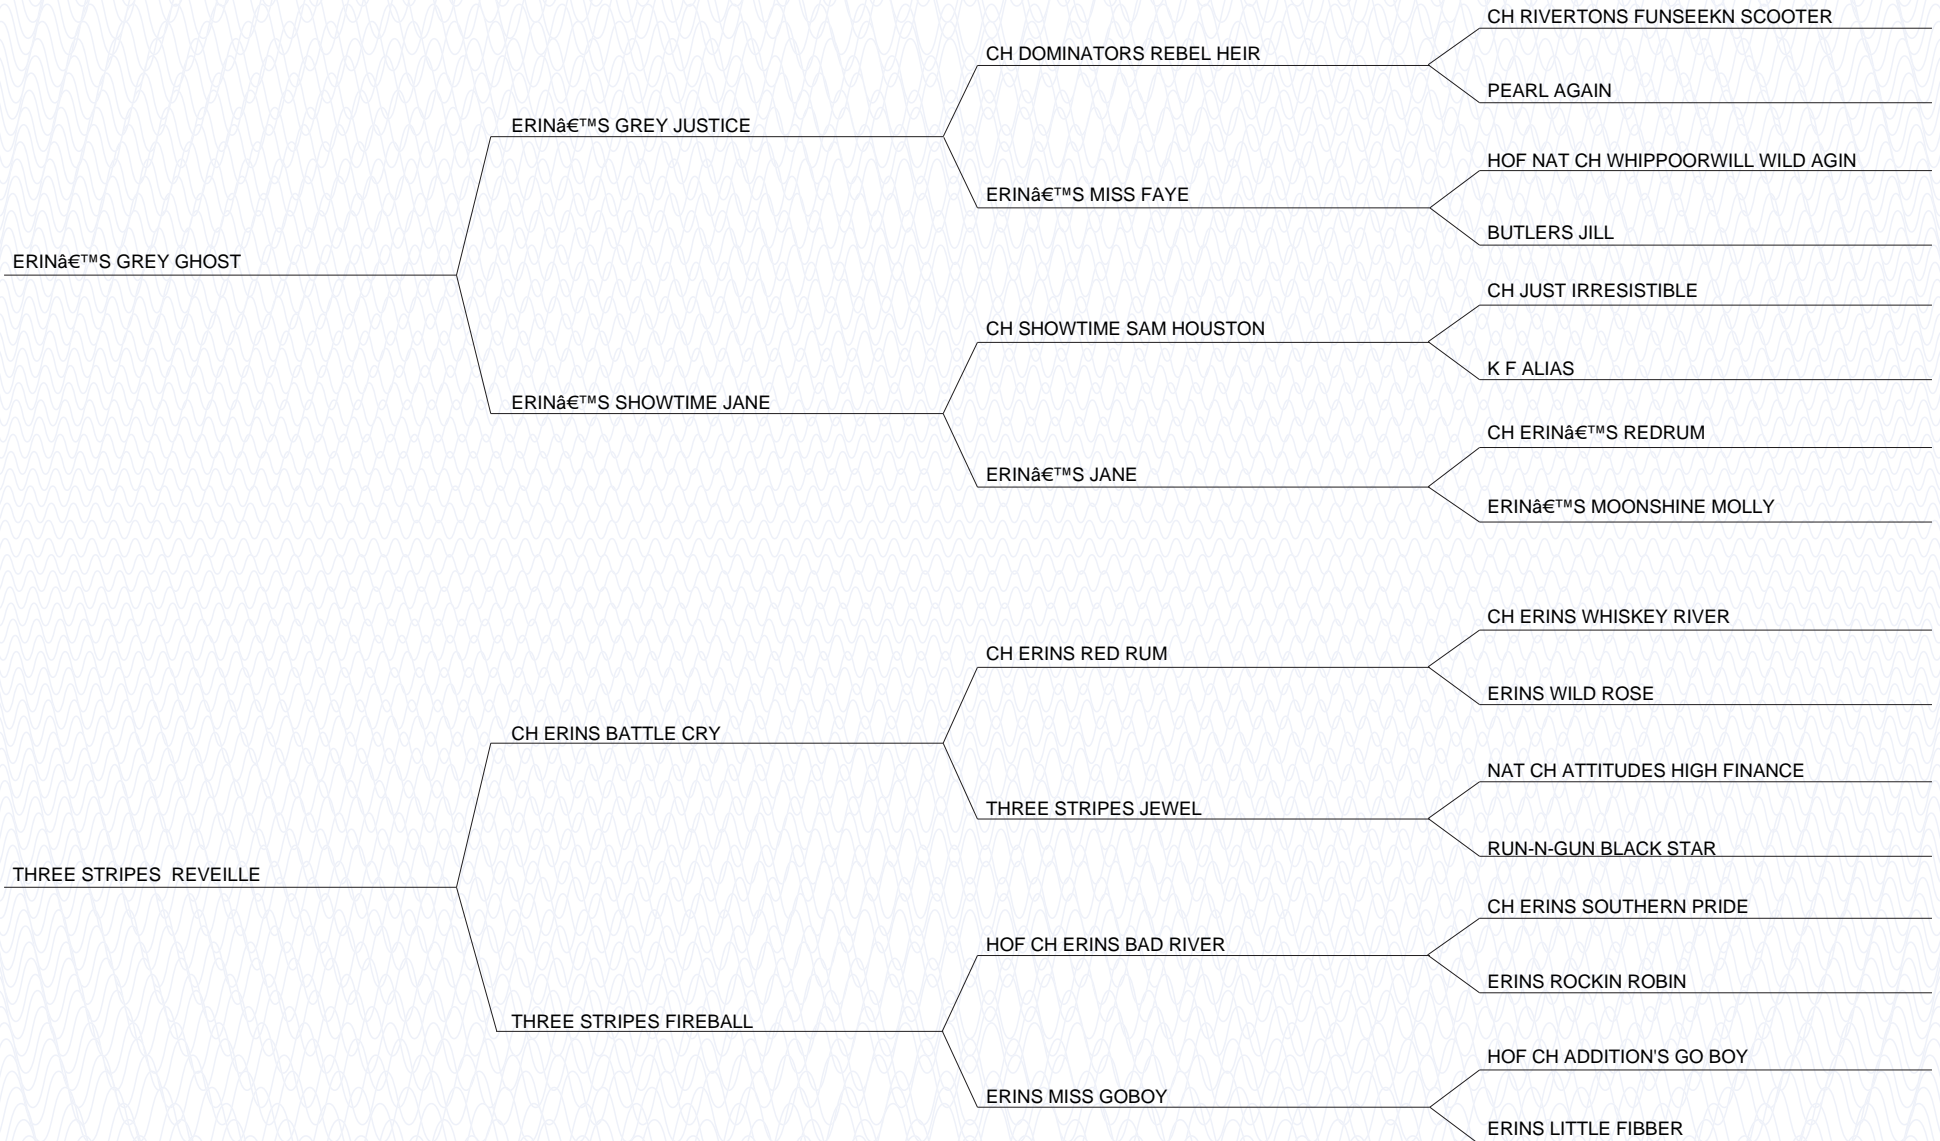 CH RIVERTONS FUNSEEKN SCOOTER
CH DOMINATORS REBEL HEIR
PEARL AGAIN
ERINâ€™S GREY JUSTICE
HOF NAT CH WHIPPOORWILL WILD AGIN
ERINâ€™S MISS FAYE
BUTLERS JILL
ERINâ€™S GREY GHOST
CH JUST IRRESISTIBLE
CH SHOWTIME SAM HOUSTON
K F ALIAS
ERINâ€™S SHOWTIME JANE
CH ERINâ€™S REDRUM
ERINâ€™S JANE
ERINâ€™S MOONSHINE MOLLY
CH ERINS WHISKEY RIVER
CH ERINS RED RUM
ERINS WILD ROSE
CH ERINS BATTLE CRY
NAT CH ATTITUDES HIGH FINANCE
THREE STRIPES JEWEL
RUN-N-GUN BLACK STAR
THREE STRIPES  REVEILLE
CH ERINS SOUTHERN PRIDE
HOF CH ERINS BAD RIVER
ERINS ROCKIN ROBIN
THREE STRIPES FIREBALL
HOF CH ADDITION'S GO BOY
ERINS MISS GOBOY
ERINS LITTLE FIBBER